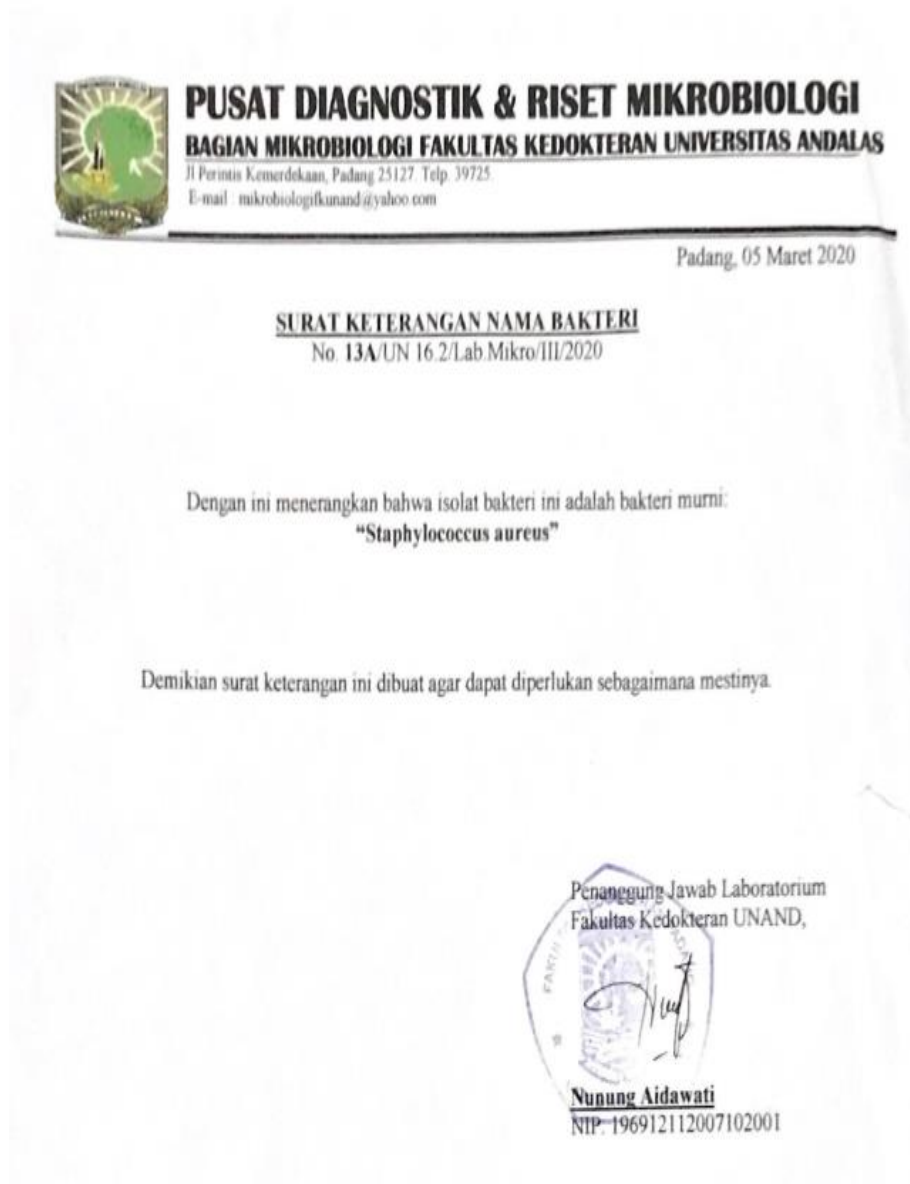 PUSAT DIAGNOSTIK & RISET MIKROBIOLOGI
BAGIAN MIKROBIOLOGI FAKULTAS KEDOKTERAN UNIVERSITAS ANDALAS
Jl Perintis Kemerdekaan, Padang 25127. Telp. 39725.
E-mail : mikrobiologifkunand@yahoo.com
Padang, 05 Maret 2020
SURAT KETERANGAN NAMA BAKTERI
No. 13A/UN 16.2/Lab.Mikro/III/2020
Dengan ini menerangkan bahwa isolat bakteri ini adalah bakteri murni:
“Staphylococcus aureus”
Demikian surat keterangan ini dibuat agar dapat diperlukan sebagaimana mestinya.
Penanggung Jawab Laboratorium
Fakultas Kedokteran UNAND,
Nunung Aidawati
NIP. 196912112007102001